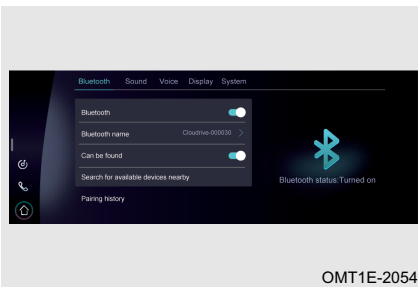 Bluetooth Sound Voice Display System
Bluetooth
Bluetooth name Cloudrive-000030
Can be found
Search for available devices nearby
Pairing history
Bluetooth status:Turned on
OMT1E-2054